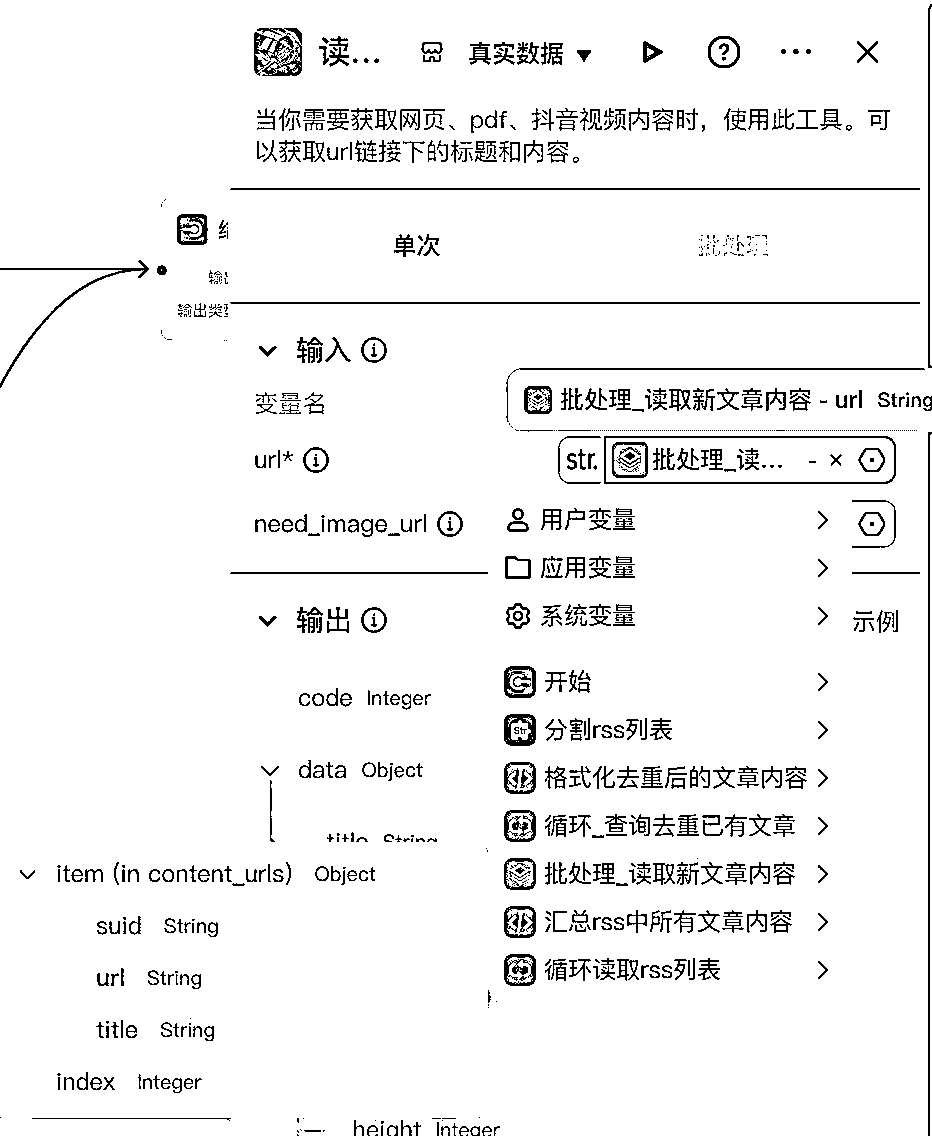 读... 真实数据
当你需要获取网页、pdf、抖音视频内容时，使用此工具。可
以获取url链接下的标题和内容。
单次 批处理
输出类型
输入
变量名
批处理_读取新文章内容 - url String
url* str. 批处理_读... - ×
need_image_url
用户变量
应用变量
系统变量
输出 示例
开始
code Integer
分割rss列表
data Object
格式化去重后的文章内容
title String
循环_查询去重已有文章
item (in content_urls) Object
批处理_读取新文章内容
suid String
汇总rss中所有文章内容
url String
循环读取rss列表
title String
index Integer
height Integer